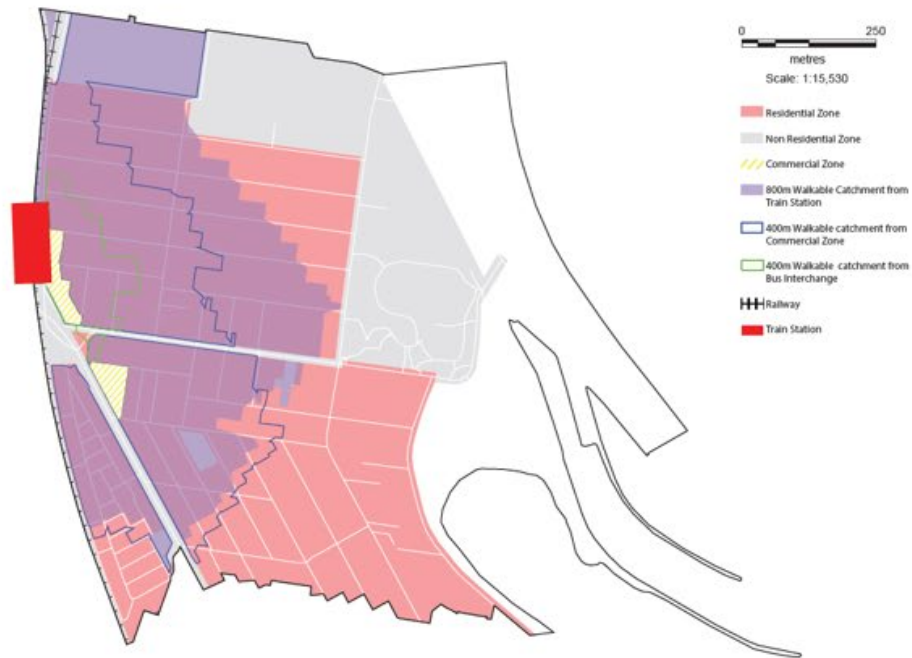 0 250
metres
Scale: 1:15,530
Residential Zone
Non Residential Zone
Commercial Zone
800m Walkable Catchment from
Train Station
400m Walkable catchment from
Commercial Zone
400m Walkable catchment from
Bus Interchange
Railway
Train Station